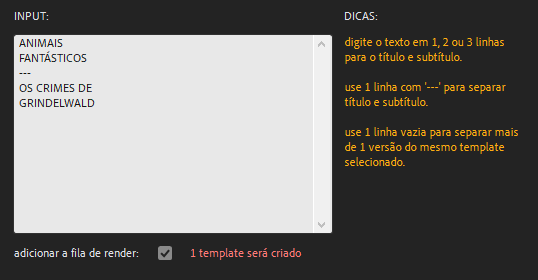 INPUT:
ANIMAIS
FANTÁSTICOS
---
OS CRIMES DE
GRINDELWALD
adicionar a fila de render:
1 template será criado
DICAS:
digite o texto em 1, 2 ou 3 linhas
para o título e subtítulo.
use 1 linha com '---' para separar
título e subtítulo.
use 1 linha vazia para separar mais
de 1 versão do mesmo template
selecionado.